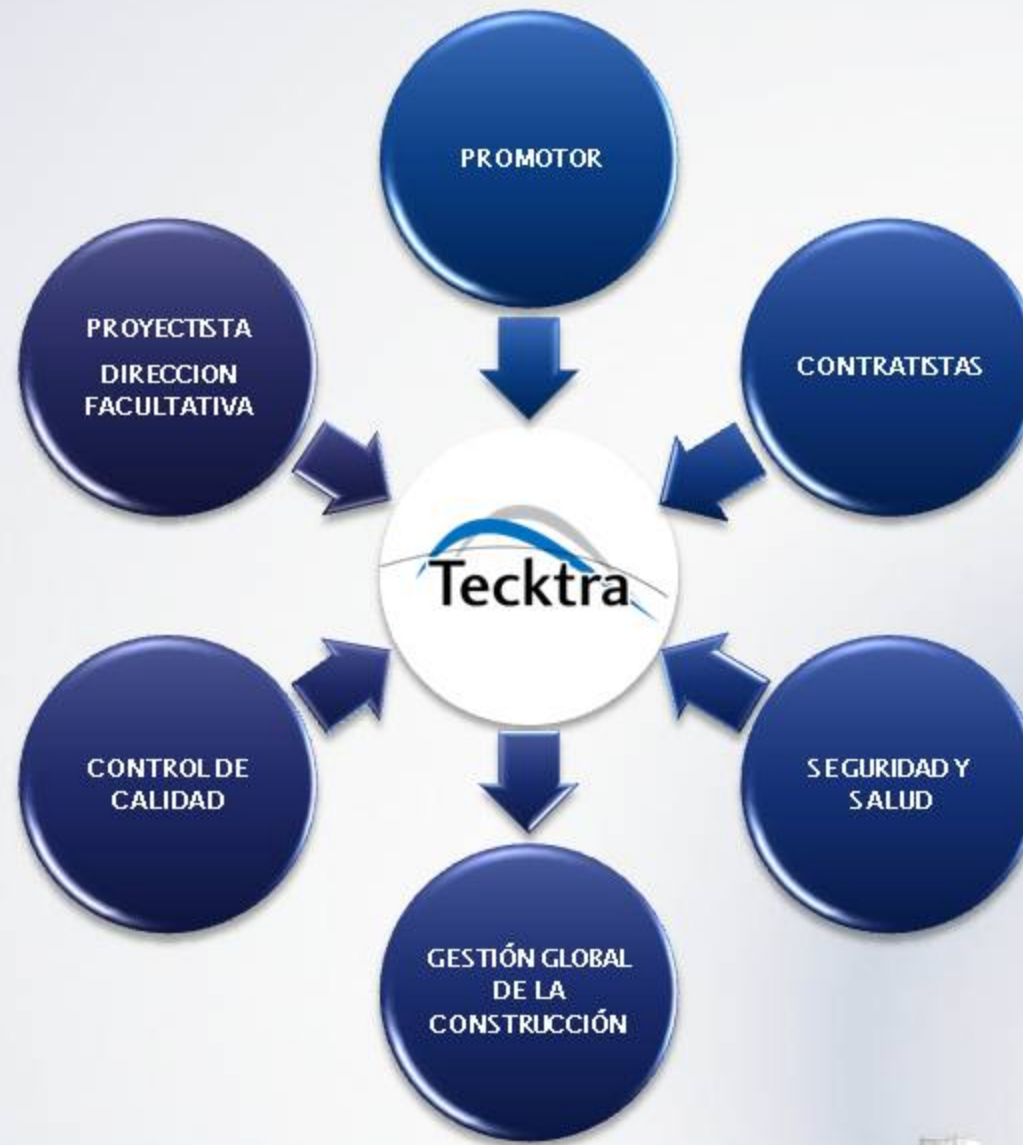 PROMOTOR
PROYECTISTA
DIRECCION
FACULTATIVA
CONTRATISTAS
Tecktra
CONTROL DE
CALIDAD
SEGURIDAD Y
SALUD
GESTIÓN GLOBAL
DE LA
CONSTRUCCIÓN